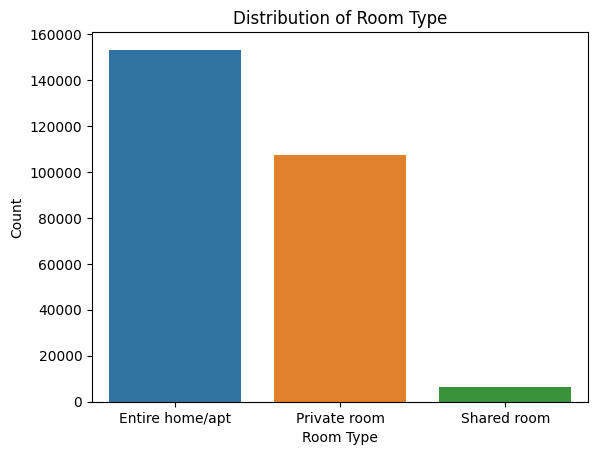 Distribution of Room Type
160000
140000
120000
100000
80000
60000
40000
20000
0
Count
Entire home/apt Private room Shared room
Room Type